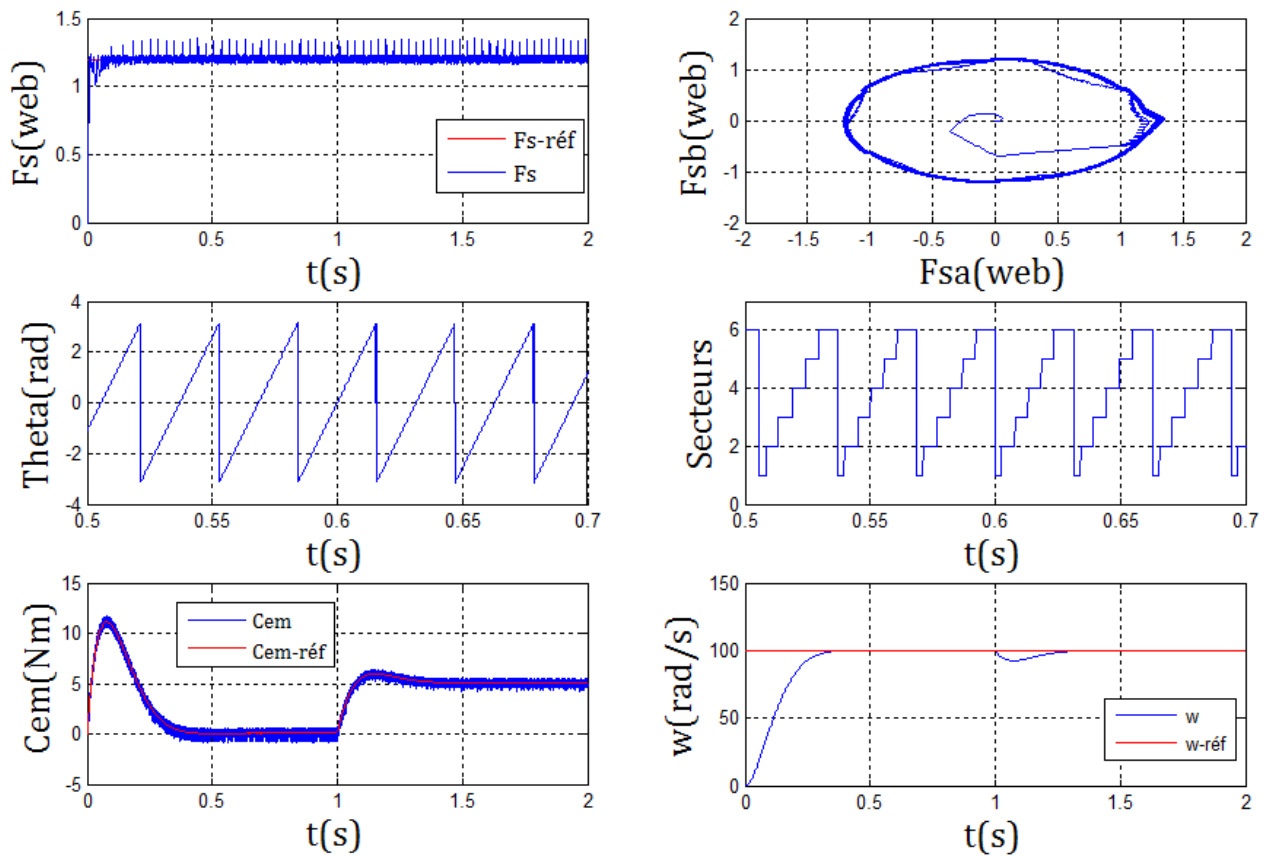 Fs(web)
1.5
1
0.5
0
Fs-réf
Fs
0 0.5 1 1.5 2
t(s)
Fsb(web)
2
1
0
-1
-2
-2 -1.5 -1 -0.5 0 0.5 1 1.5 2
Fsa(web)
Theta(rad)
4
2
0
-2
-4
0.5 0.55 0.6 0.65 0.7
t(s)
Secteurs
6
4
2
0
0.5 0.55 0.6 0.65 0.7
t(s)
Cem(Nm)
15
10
5
0
-5
Cem
Cem-réf
0 0.5 1 1.5 2
t(s)
w(rad/s)
150
100
50
0
w
w-réf
0 0.5 1 1.5 2
t(s)